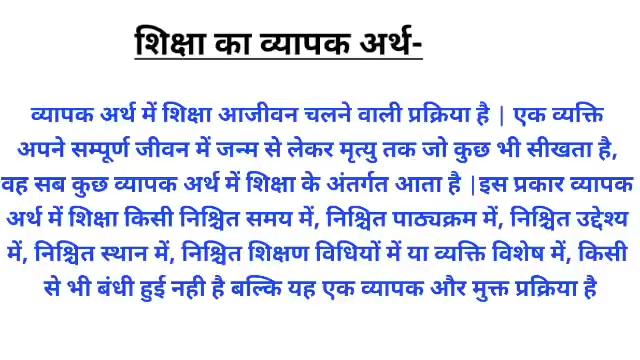 शिक्षा का व्यापक अर्थ-
व्यापक अर्थ में शिक्षा आजीवन चलने वाली प्रक्रिया है | एक व्यक्ति
अपने सम्पूर्ण जीवन में जन्म से लेकर मृत्यु तक जो कुछ भी सीखता है,
वह सब कुछ व्यापक अर्थ में शिक्षा के अंतर्गत आता है |इस प्रकार व्यापक
अर्थ में शिक्षा किसी निश्चित समय में, निश्चित पाठ्यक्रम में, निश्चित उद्देश्य
में, निश्चित स्थान में, निश्चित शिक्षण विधियों में या व्यक्ति विशेष में, किसी
से भी बंधी हुई नही है बल्कि यह एक व्यापक और मुक्त प्रक्रिया है